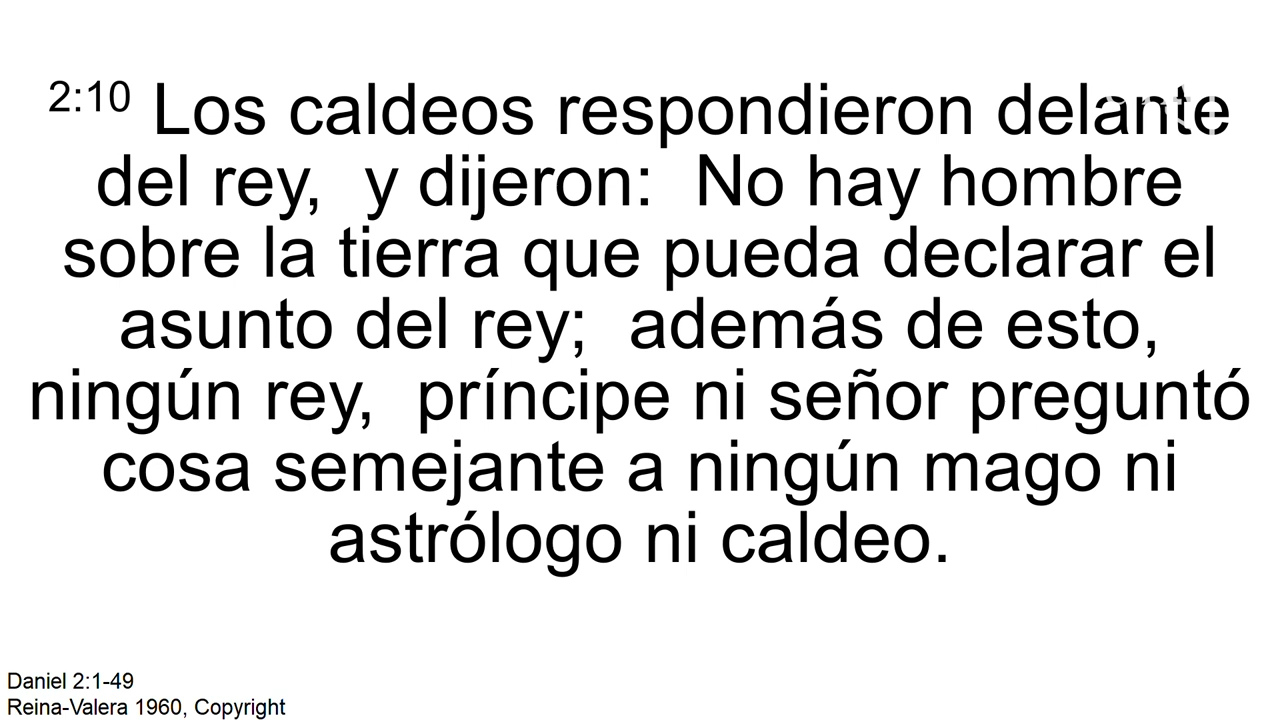 2:10 Los caldeos respondieron delante
del rey, y dijeron: No hay hombre
sobre la tierra que pueda declarar el
asunto del rey; además de esto,
ningún rey, príncipe ni señor preguntó
cosa semejante a ningún mago ni
astrólogo ni caldeo.
Daniel 2:1-49
Reina-Valera 1960, Copyright